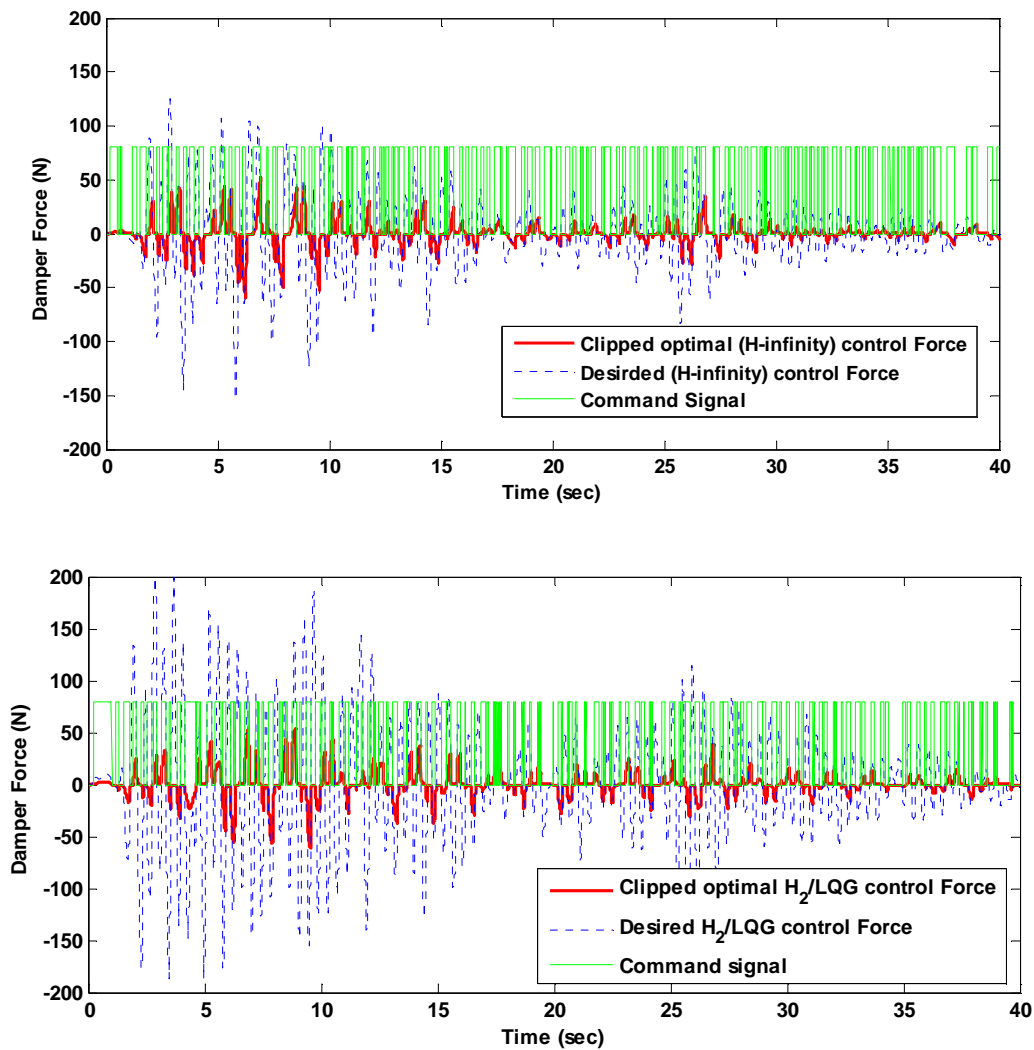 200
150
100
50
0
-50
-100
-150
-200
Damper Force (N)
Clipped optimal (H-infinity) control Force
Desirded (H-infinity) control Force
Command Signal
0 5 10 15 20 25 30 35 40
Time (sec)
200
150
100
50
0
-50
-100
-150
-200
Damper Force (N)
Clipped optimal H₂/LQG control Force
Desired H₂/LQG control Force
Command signal
0 5 10 15 20 25 30 35 40
Time (sec)